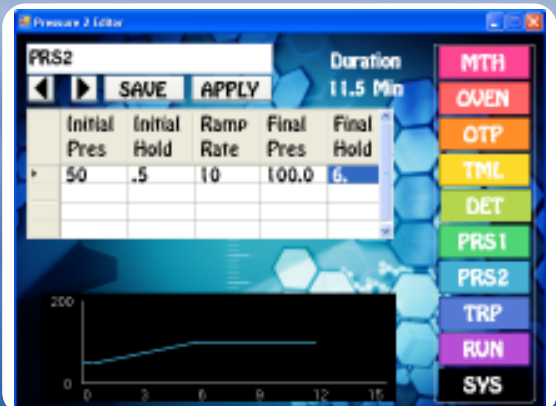 Pressure 2 Editor
PRS2
SAVE APPLY
Duration
11.5 Min
Initial Pres Initial Hold Ramp Rate Final Pres Final Hold
50 .5 10 100.0 6.
200
0
0 3 6 9 12 15
MTH
OVEN
OTP
TML
DET
PRS1
PRS2
TRP
RUN
SYS